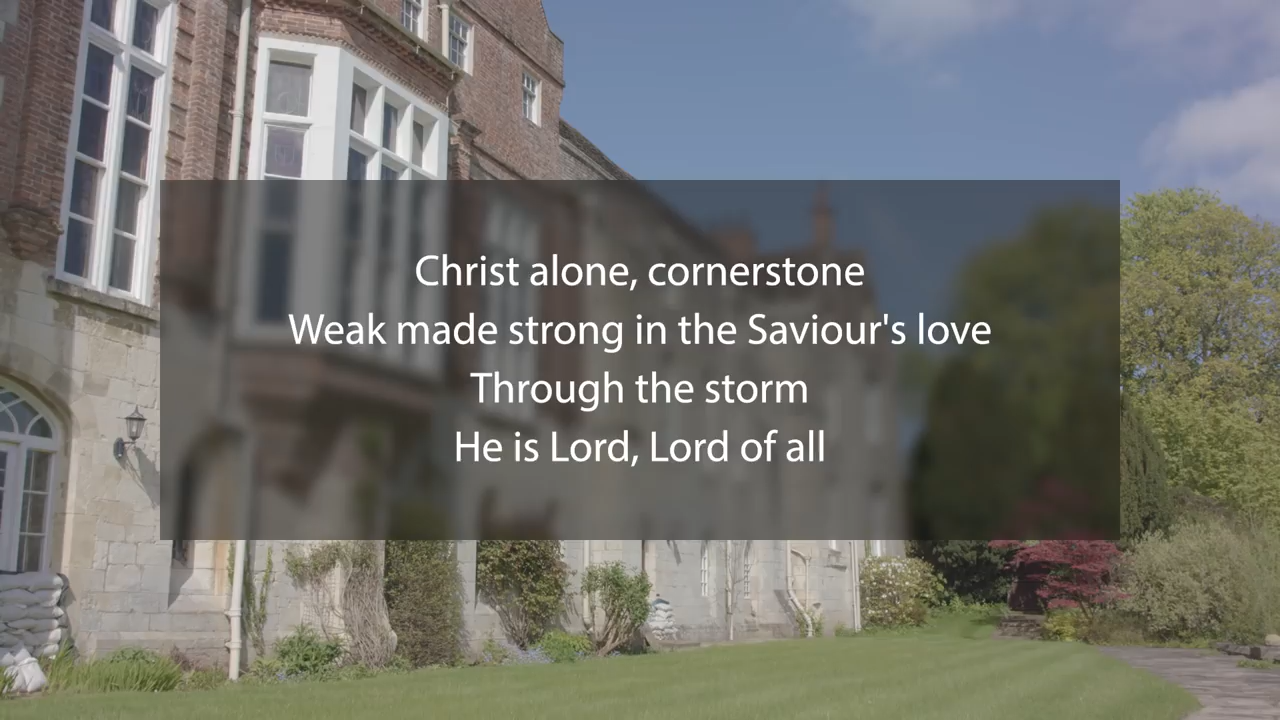 Christ alone, cornerstone
Weak made strong in the Saviour's love
Through the storm
He is Lord, Lord of all